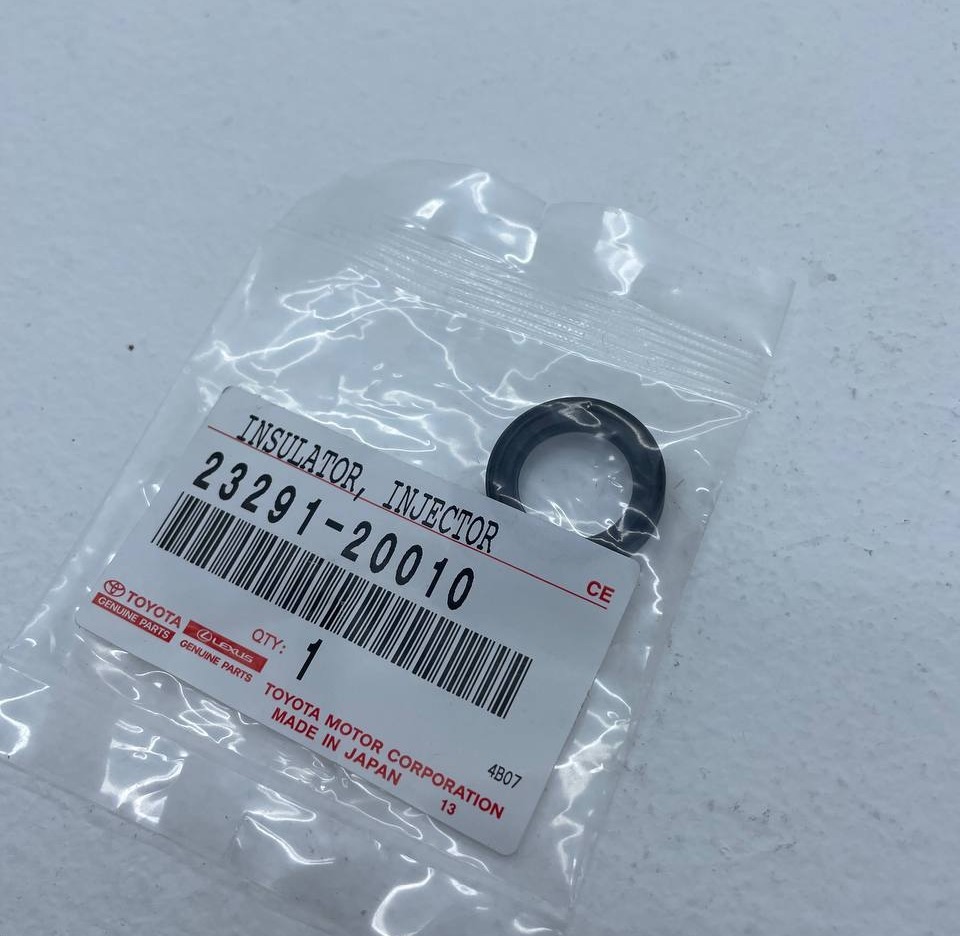 INSULATOR, INJECTOR
23291-20010
CE
TOYOTA
GENUINE PARTS
LEXUS
GENUINE PARTS
QTY:
1
TOYOTA MOTOR CORPORATION
MADE IN JAPAN
13
4B07